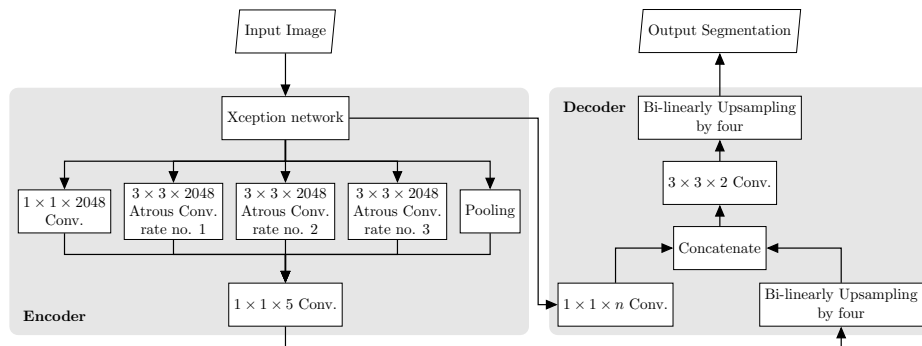 Input Image
Output Segmentation
Encoder
Xception network
1 × 1 × 2048
Conv.
3 × 3 × 2048
Atrous Conv.
rate no. 1
3 × 3 × 2048
Atrous Conv.
rate no. 2
3 × 3 × 2048
Atrous Conv.
rate no. 3
Pooling
1 × 1 × 5 Conv.
Decoder
Bi-linearly Upsampling
by four
3 × 3 × 2 Conv.
Concatenate
1 × 1 × n Conv.
Bi-linearly Upsampling
by four